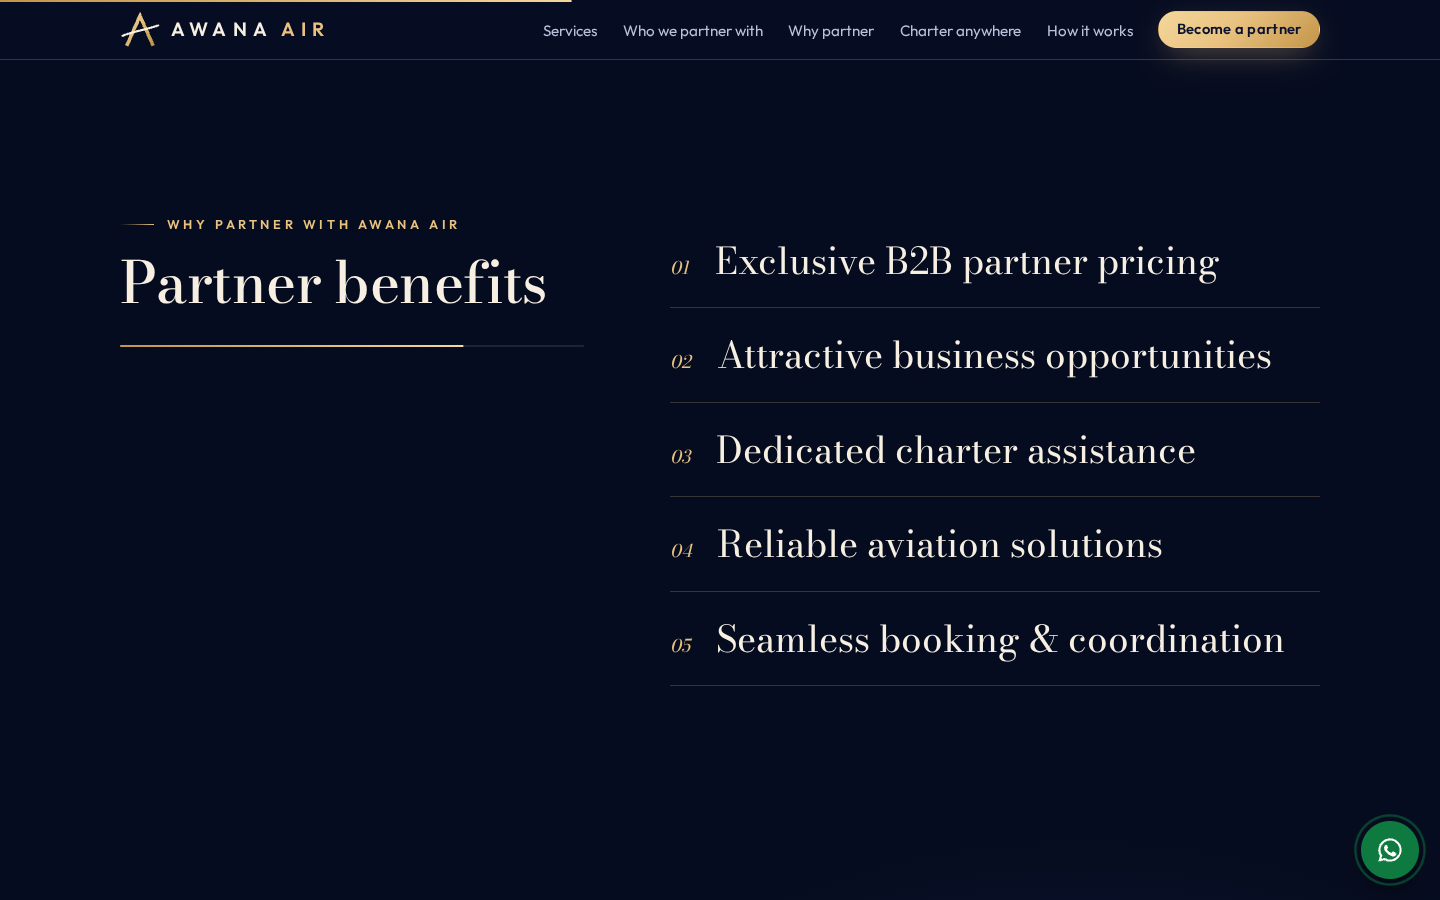 AWANA AIR
Services
Who we partner with
Why partner
Charter anywhere
How it works
Become a partner
WHY PARTNER WITH AWANA AIR
Partner benefits
01 Exclusive B2B partner pricing
02 Attractive business opportunities
03 Dedicated charter assistance
04 Reliable aviation solutions
05 Seamless booking & coordination